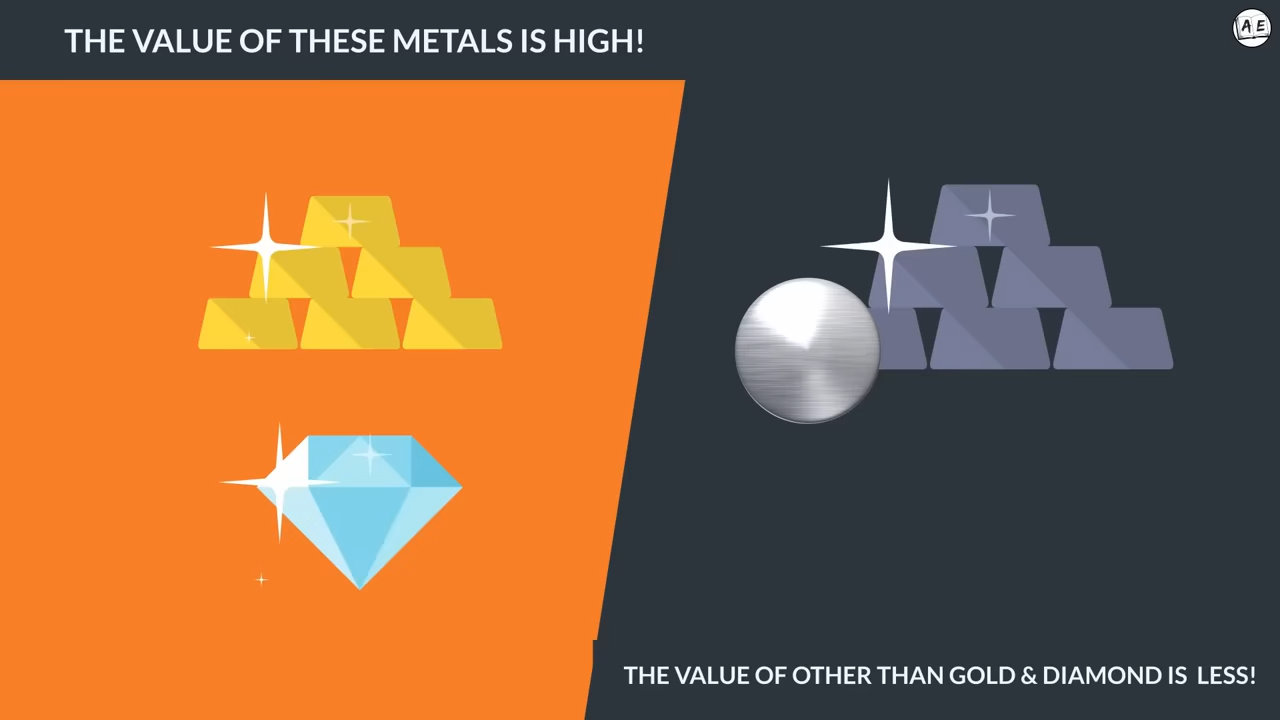 THE VALUE OF THESE METALS IS HIGH!
A E
THE VALUE OF OTHER THAN GOLD & DIAMOND IS LESS!